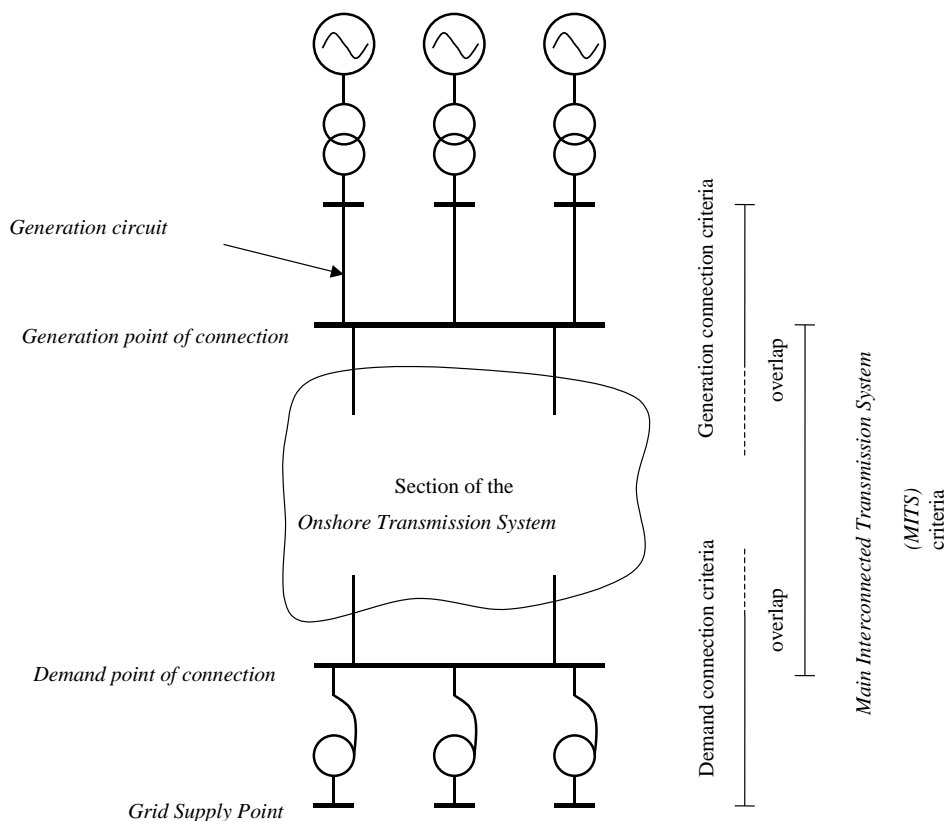 Generation circuit
Generation point of connection
Section of the
Onshore Transmission System
Demand point of connection
Grid Supply Point
Generation connection criteria
overlap
Demand connection criteria
overlap
Main Interconnected Transmission System
(MITS)
criteria